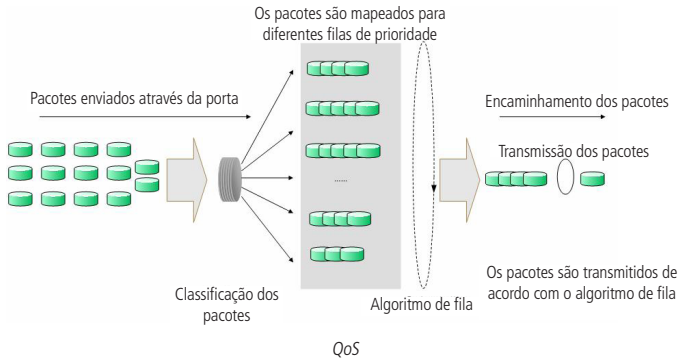 Os pacotes são mapeados para
diferentes filas de prioridade
Pacotes enviados através da porta
Encaminhamento dos pacotes
Transmissão dos pacotes
......
Classificação dos
pacotes
Algoritmo de fila
Os pacotes são transmitidos de
acordo com o algoritmo de fila
QoS